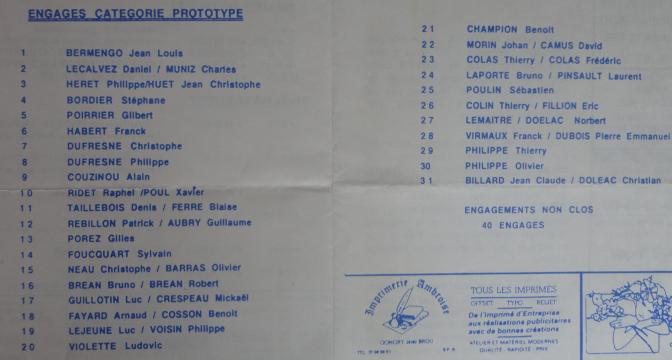 ENGAGES CATEGORIE PROTOTYPE
1 BERMENGO Jean Louis
2 LECALVEZ Daniel / MUNIZ Charles
3 HERET Philippe/HUET Jean Christophe
4 BORDIER Stéphane
5 POIRRIER Gilbert
6 HABERT Franck
7 DUFRESNE Christophe
8 DUFRESNE Philippe
9 COUZINOU Alain
10 RIDET Raphel /POUL Xavier
11 TAILLEBOIS Denis / FERRE Blaise
12 REBILLON Patrick / AUBRY Guillaume
13 POREZ Gilles
14 FOUCQUART Sylvain
15 NEAU Christophe / BARRAS Olivier
16 BREAN Bruno / BREAN Robert
17 GUILLOTIN Luc / CRESPEAU Mickaël
18 FAYARD Arnaud / COSSON Benoit
19 LEJEUNE Luc / VOISIN Philippe
20 VIOLETTE Ludovic
21 CHAMPION Benoit
22 MORIN Johan / CAMUS David
23 COLAS Thierry / COLAS Frédéric
24 LAPORTE Bruno / PINSAULT Laurent
25 POULIN Sébastien
26 COLIN Thierry / FILLION Eric
27 LEMAITRE / DOELAC Norbert
28 VIRMAUX Franck / DUBOIS Pierre Emmanuel
29 PHILIPPE Thierry
30 PHILIPPE Olivier
31 BILLARD Jean Claude / DOLEAC Christian
ENGAGEMENTS NON CLOS
40 ENGAGES
Imprimerie Ambroise
TOUS LES IMPRIMES
OFFSET TYPO RELIEF
De l'Imprimé d'Entreprise
aux réalisations publicitaires
avec de bonnes créations
ATELIER ET MATERIEL MODERNES
QUALITE - RAPIDITE - PRIX